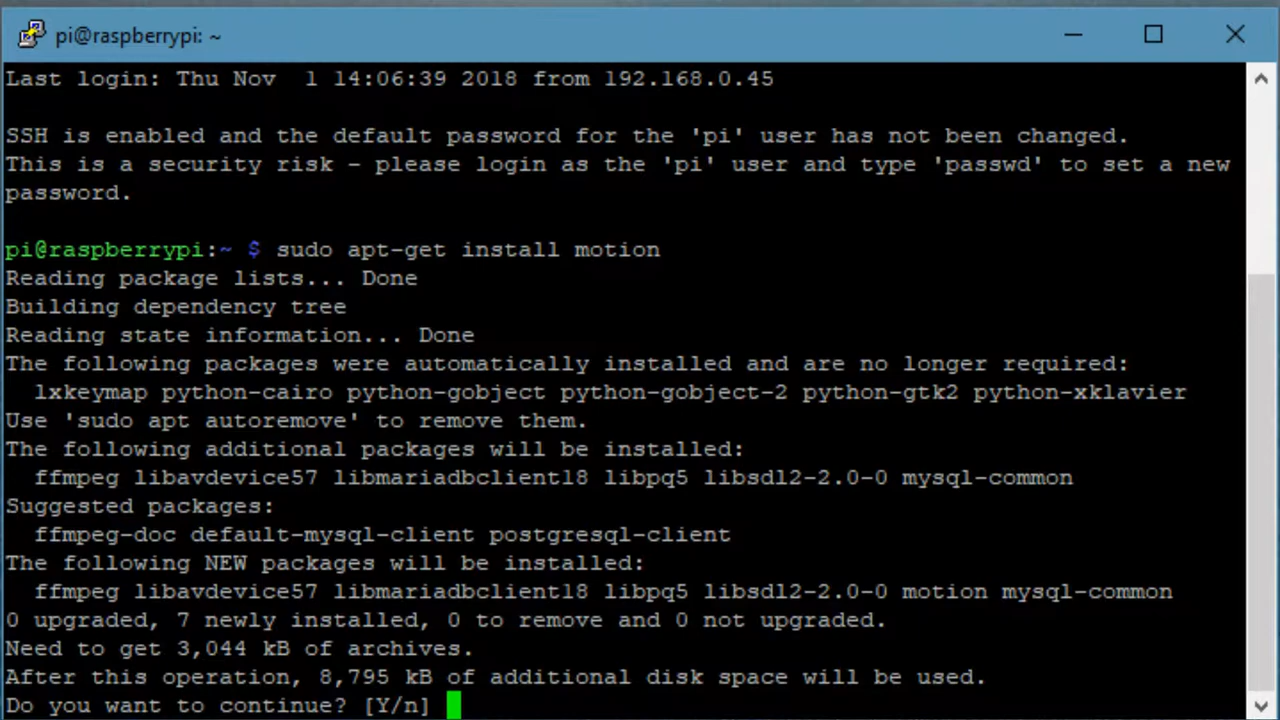 pi@raspberrypi: ~
Last login: Thu Nov  1 14:06:39 2018 from 192.168.0.45
SSH is enabled and the default password for the 'pi' user has not been changed.
This is a security risk - please login as the 'pi' user and type 'passwd' to set a new
password.
pi@raspberrypi:~ $ sudo apt-get install motion
Reading package lists... Done
Building dependency tree
Reading state information... Done
The following packages were automatically installed and are no longer required:
  lxkeymap python-cairo python-gobject python-gobject-2 python-gtk2 python-xklavier
Use 'sudo apt autoremove' to remove them.
The following additional packages will be installed:
  ffmpeg libavdevice57 libmariadbclient18 libpq5 libsdl2-2.0-0 mysql-common
Suggested packages:
  ffmpeg-doc default-mysql-client postgresql-client
The following NEW packages will be installed:
  ffmpeg libavdevice57 libmariadbclient18 libpq5 libsdl2-2.0-0 motion mysql-common
0 upgraded, 7 newly installed, 0 to remove and 0 not upgraded.
Need to get 3,044 kB of archives.
After this operation, 8,795 kB of additional disk space will be used.
Do you want to continue? [Y/n]